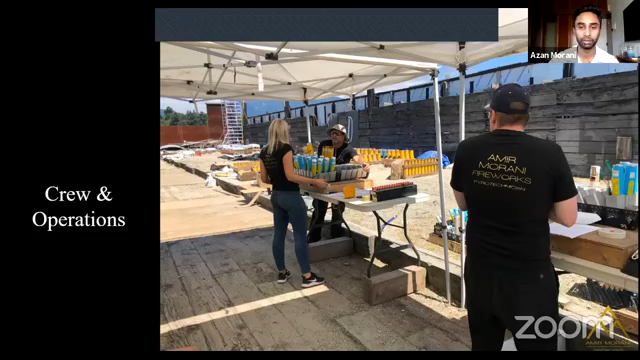 Azan Morani
Crew &
Operations
AMIR
MORANI
FIREWORKS
PYROTECHNICIAN
zoom
AMIR MORANI